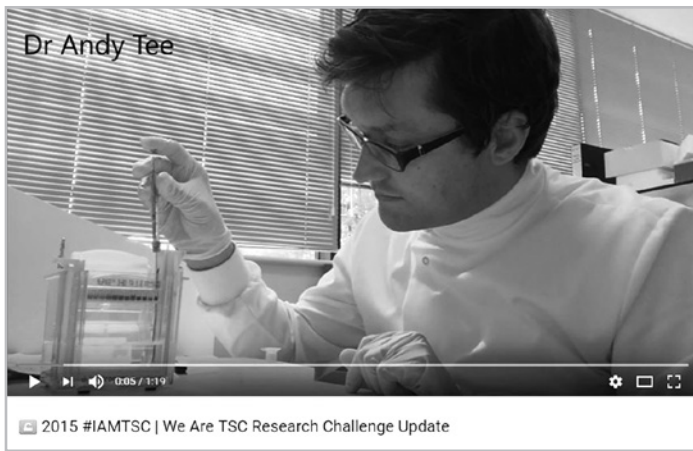 Dr Andy Tee
0:05 / 1:19
2015 #IAMTSC | We Are TSC Research Challenge Update